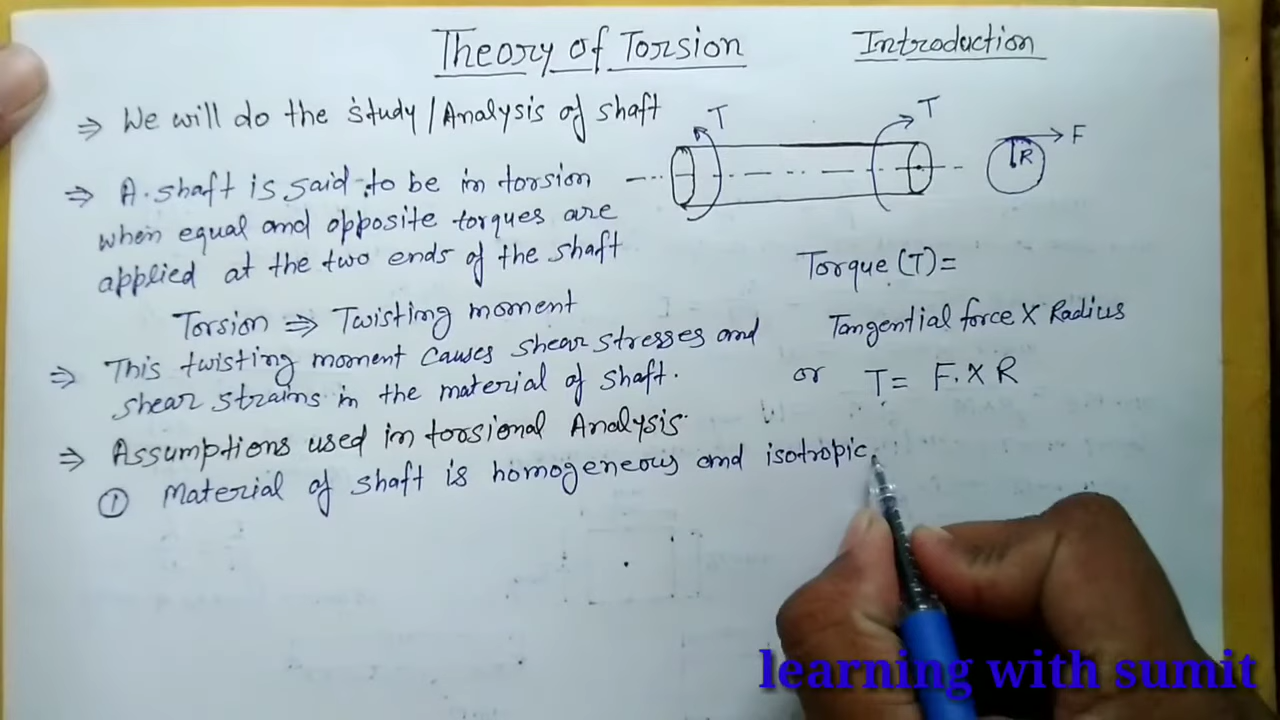 Theory of Torsion
Introduction
⇒ We will do the study/Analysis of shaft
⇒ A shaft is said to be in torsion
when equal and opposite torques are
applied at the two ends of the shaft
Torsion ⇒ Twisting moment
⇒ This twisting moment causes shear stresses and
shear strains in the material of shaft.
⇒ Assumptions used in torsional Analysis.
① Material of shaft is homogeneous and isotropic.
T
T
F
R
Torque (T) =
Tangential force X Radius
or T = F. X R
learning with sumit